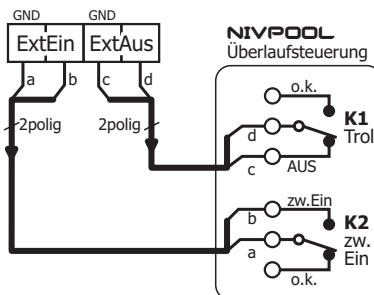 GND GND
ExtEin ExtAus
a b c d
2polig 2polig
NIVPOOL
Überlaufsteuerung
o.k.
K1
d
Trol
c AUS
b zw.Ein
K2
a
zw.
Ein
o.k.